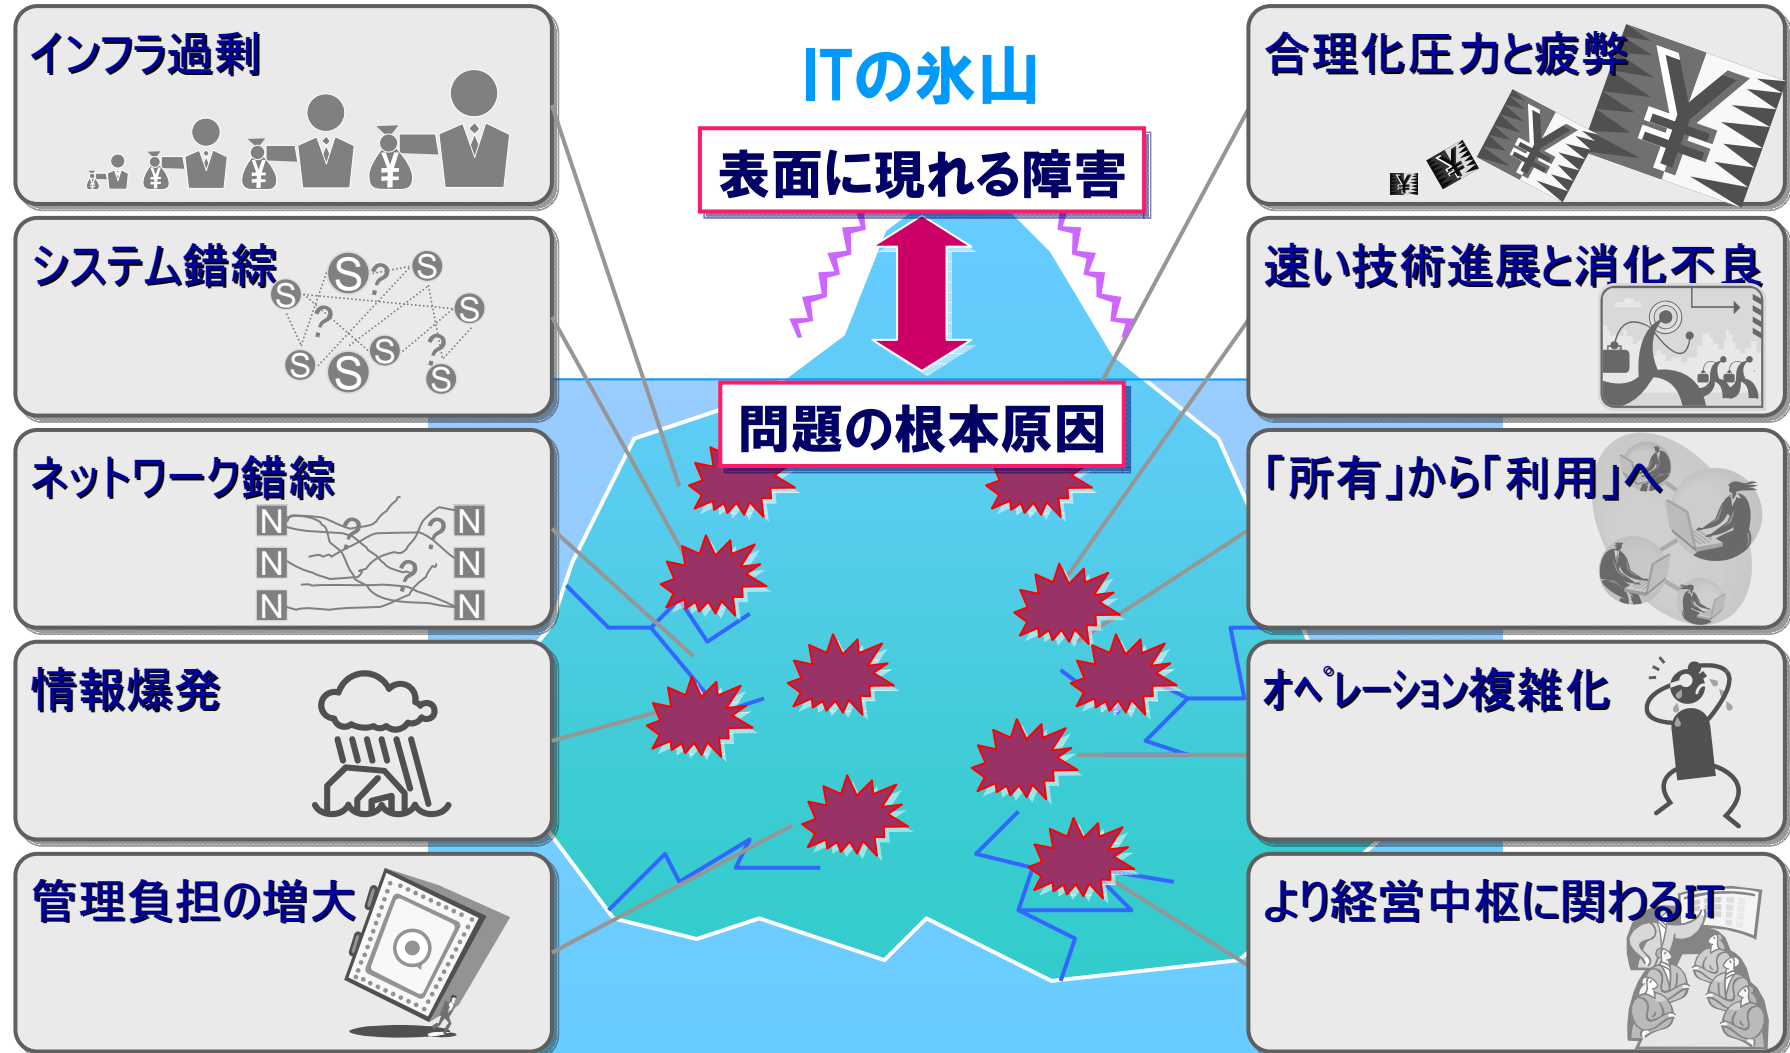 ITの氷山
表面に現れる障害
問題の根本原因
インフラ過剰
¥ ¥ ¥ ¥
システム錯綜
S S S S S S S S
? ? ?
ネットワーク錯綜
N N
N N
N N
? ? ?
情報爆発
管理負担の増大
合理化圧力と疲弊
¥ ¥ ¥ ¥
速い技術進展と消化不良
「所有」から「利用」へ
オペレーション複雑化
より経営中枢に関わるIT